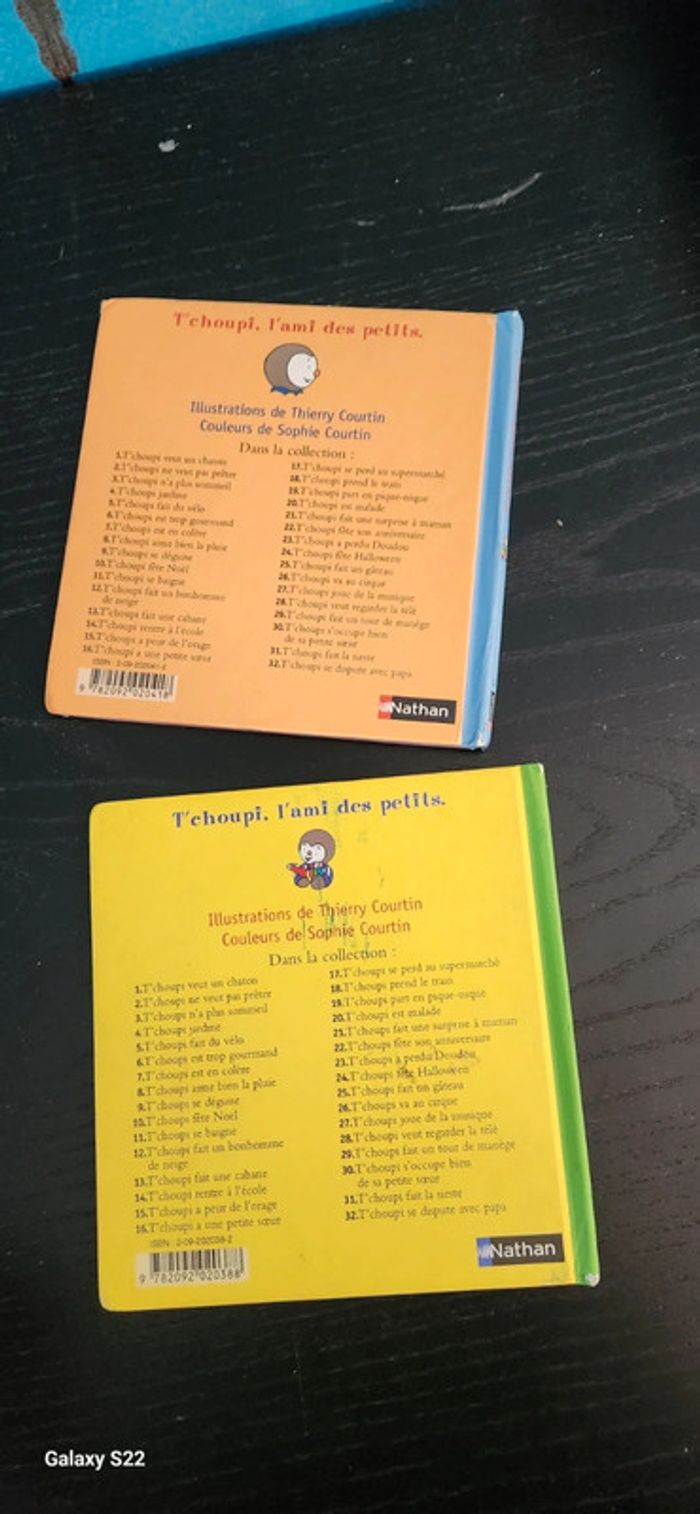 T'choupi, l'ami des petits.
Illustrations de Thierry Courtin
Couleurs de Sophie Courtin
Dans la collection :
1.T'choupi veut un chaton
2.T'choupi ne veut pas prêter
3.T'choupi n'a plus sommeil
4.T'choupi jardine
5.T'choupi fait du vélo
6.T'choupi est trop gourmand
7.T'choupi est en colère
8.T'choupi aime bien la pluie
9.T'choupi se déguise
10.T'choupi fête Noël
11.T'choupi se baigne
12.T'choupi fait un bonhomme
de neige
13.T'choupi fait une cabane
14.T'choupi rentre à l'école
15.T'choupi a peur de l'orage
16.T'choupi a une petite sœur
17.T'choupi se perd au supermarché
18.T'choupi prend le train
19.T'choupi part en pique-nique
20.T'choupi est malade
21.T'choupi fait une surprise à maman
22.T'choupi fête son anniversaire
23.T'choupi a perdu Doudou
24.T'choupi fête Halloween
25.T'choupi fait un gâteau
26.T'choupi va au cirque
27.T'choupi joue de la musique
28.T'choupi veut regarder la télé
29.T'choupi fait un tour de manège
30.T'choupi s'occupe bien
de sa petite sœur
31.T'choupi fait la sieste
32.T'choupi se dispute avec papa
ISBN : 2-09-202041-2
9 782092 020418
Nathan
T'choupi, l'ami des petits.
Illustrations de Thierry Courtin
Couleurs de Sophie Courtin
Dans la collection :
1.T'choupi veut un chaton
2.T'choupi ne veut pas prêter
3.T'choupi n'a plus sommeil
4.T'choupi jardine
5.T'choupi fait du vélo
6.T'choupi est trop gourmand
7.T'choupi est en colère
8.T'choupi aime bien la pluie
9.T'choupi se déguise
10.T'choupi fête Noël
11.T'choupi se baigne
12.T'choupi fait un bonhomme
de neige
13.T'choupi fait une cabane
14.T'choupi rentre à l'école
15.T'choupi a peur de l'orage
16.T'choupi a une petite sœur
17.T'choupi se perd au supermarché
18.T'choupi prend le train
19.T'choupi part en pique-nique
20.T'choupi est malade
21.T'choupi fait une surprise à maman
22.T'choupi fête son anniversaire
23.T'choupi a perdu Doudou
24.T'choupi fête Halloween
25.T'choupi fait un gâteau
26.T'choupi va au cirque
27.T'choupi joue de la musique
28.T'choupi veut regarder la télé
29.T'choupi fait un tour de manège
30.T'choupi s'occupe bien
de sa petite sœur
31.T'choupi fait la sieste
32.T'choupi se dispute avec papa
ISBN : 2-09-202038-2
9 782092 020388
Nathan
Galaxy S22